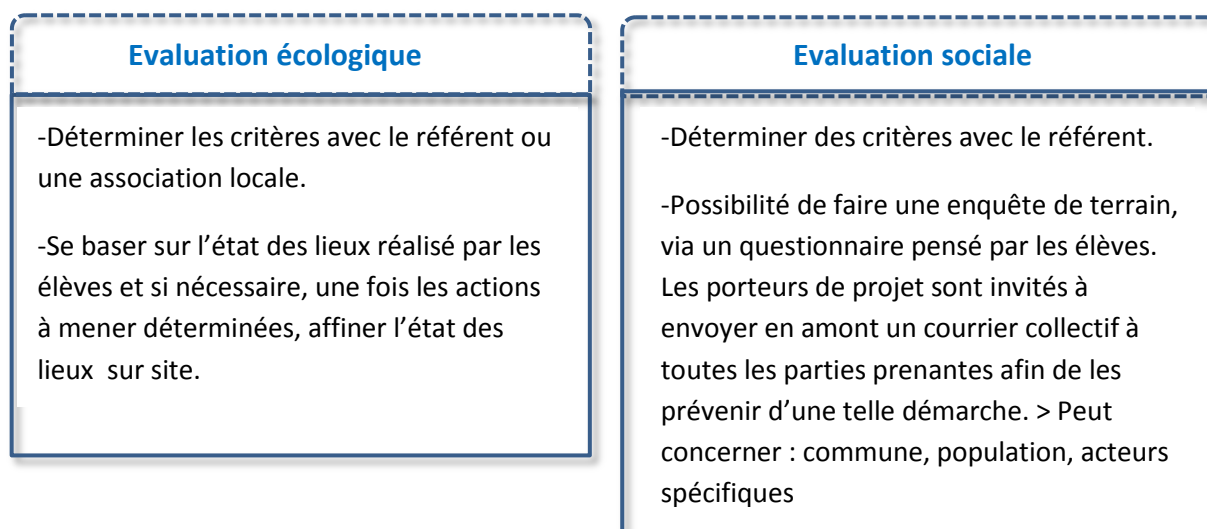 Evaluation écologique
-Déterminer les critères avec le référent ou
une association locale.
-Se baser sur l’état des lieux réalisé par les
élèves et si nécessaire, une fois les actions
à mener déterminées, affiner l’état des
lieux  sur site.
Evaluation sociale
-Déterminer des critères avec le référent.
-Possibilité de faire une enquête de terrain,
via un questionnaire pensé par les élèves.
Les porteurs de projet sont invités à
envoyer en amont un courrier collectif à
toutes les parties prenantes afin de les
prévenir d’une telle démarche. > Peut
concerner : commune, population, acteurs
spécifiques